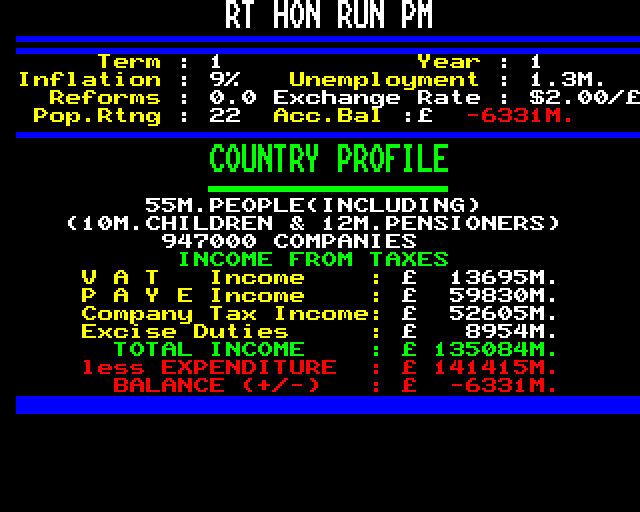 RT HON RUN PM
Term : 1 Year : 1
Inflation : 9% Unemployment : 1.3M.
Reforms : 0.0 Exchange Rate : $2.00/£
Pop.Rtng : 22 Acc.Bal :£ -6331M.
COUNTRY PROFILE
55M.PEOPLE(INCLUDING)
(10M.CHILDREN & 12M.PENSIONERS)
947000 COMPANIES
INCOME FROM TAXES
V A T Income : £ 13695M.
P A Y E Income : £ 59830M.
Company Tax Income: £ 52605M.
Excise Duties : £ 8954M.
TOTAL INCOME : £ 135084M.
less EXPENDITURE : £ 141415M.
BALANCE (+/-) : £ -6331M.